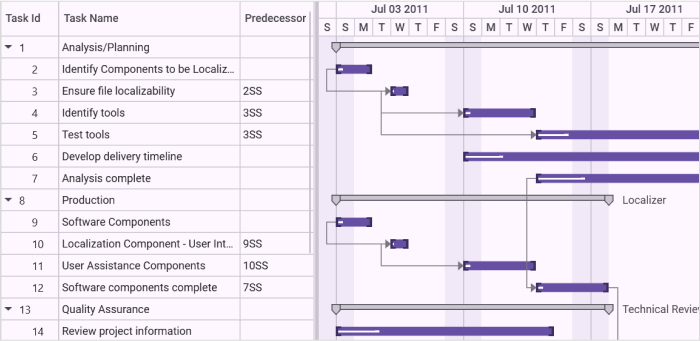 Task Id Task Name Predecessor Jul 03 2011 Jul 10 2011 Jul 17 2011
S S M T W T F S S M T W T F S S M T W T F
1 Analysis/Planning
2 Identify Components to be Localiz...
3 Ensure file localizability 2SS
4 Identify tools 3SS
5 Test tools 3SS
6 Develop delivery timeline
7 Analysis complete
8 Production Localizer
9 Software Components
10 Localization Component - User Int... 9SS
11 User Assistance Components 10SS
12 Software components complete 7SS
13 Quality Assurance Technical Review
14 Review project information